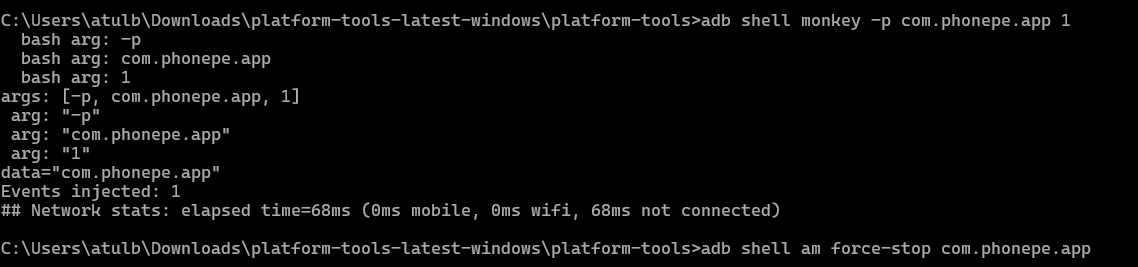 C:\Users\atulb\Downloads\platform-tools-latest-windows\platform-tools>adb shell monkey -p com.phonepe.app 1
  bash arg: -p
  bash arg: com.phonepe.app
  bash arg: 1
args: [-p, com.phonepe.app, 1]
 arg: "-p"
 arg: "com.phonepe.app"
 arg: "1"
data="com.phonepe.app"
Events injected: 1
## Network stats: elapsed time=68ms (0ms mobile, 0ms wifi, 68ms not connected)
C:\Users\atulb\Downloads\platform-tools-latest-windows\platform-tools>adb shell am force-stop com.phonepe.app